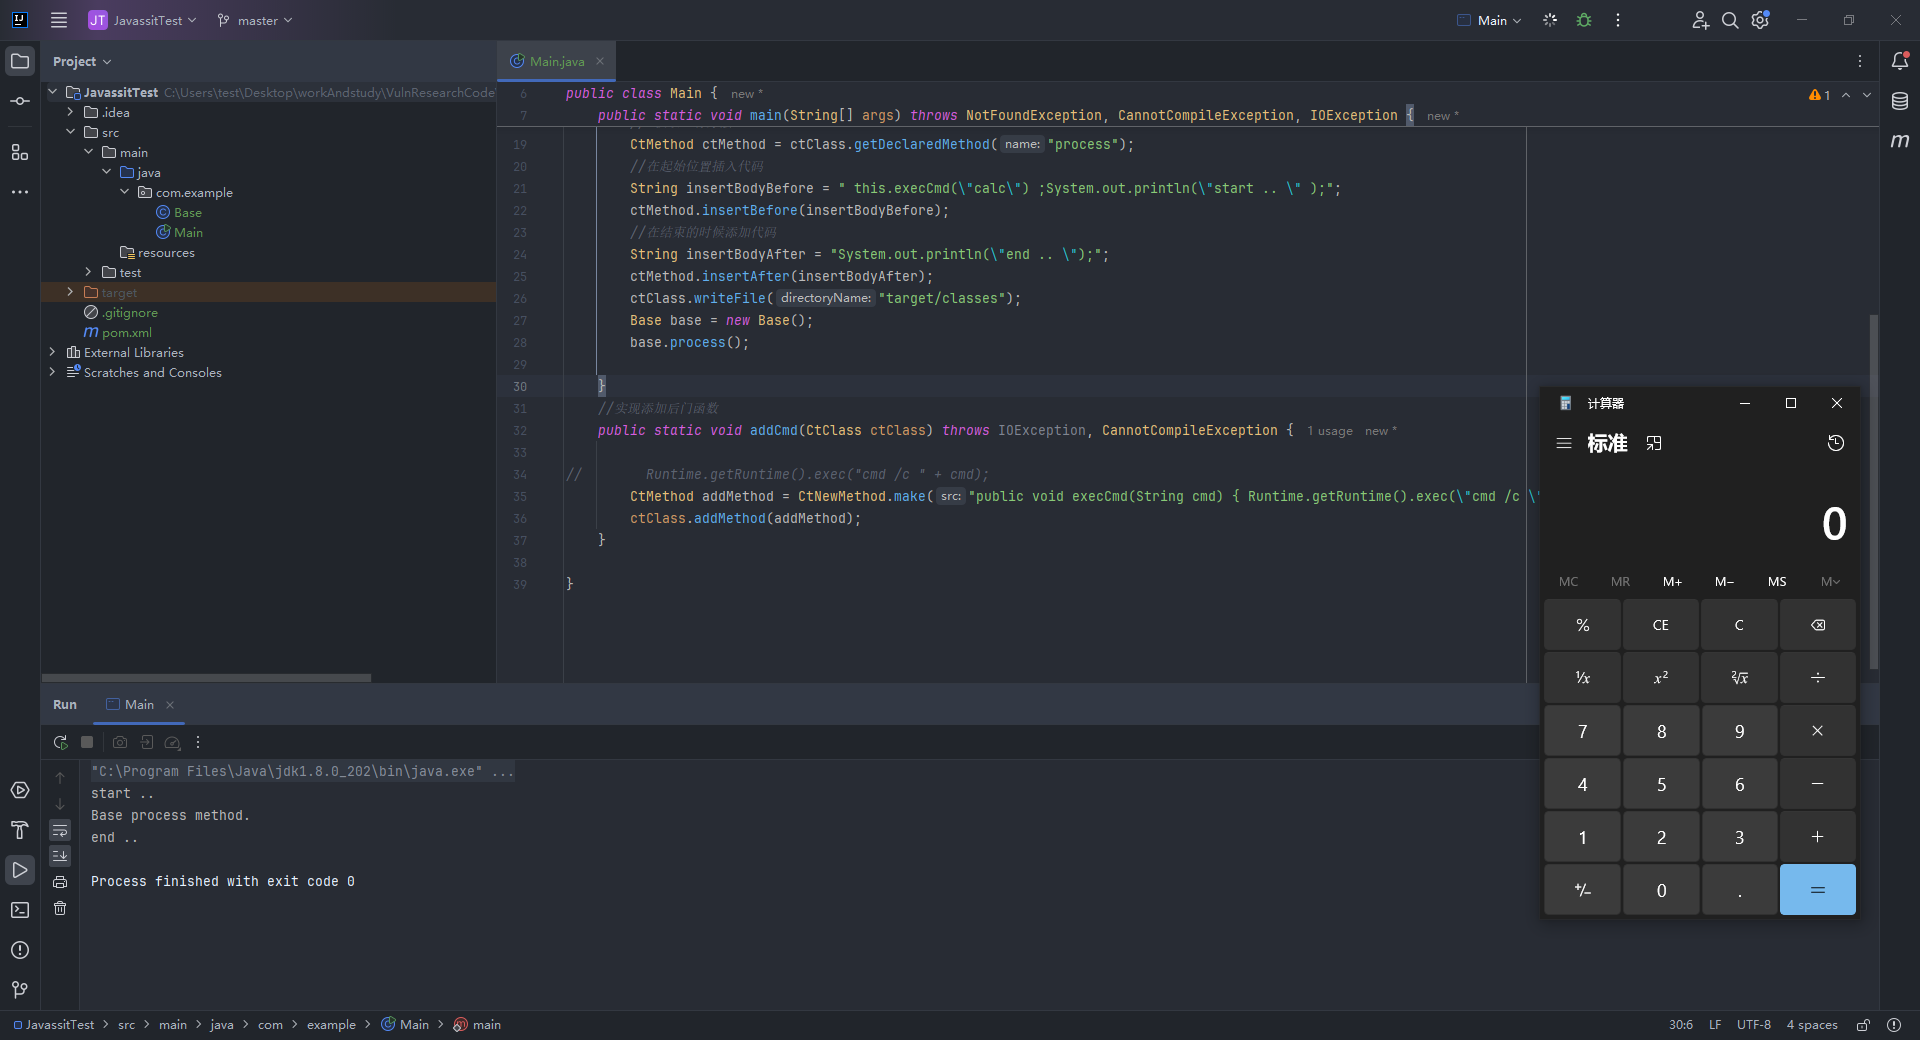 JT JavassitTest master Main
Project
Main.java
JavassitTest C:\Users\test\Desktop\workAndstudy\VulnResearchCode
.idea
src
main
java
com.example
Base
Main
resources
test
target
.gitignore
pom.xml
External Libraries
Scratches and Consoles
6 public class Main { new *
7 public static void main(String[] args) throws NotFoundException, CannotCompileException, IOException { new *
1
19 CtMethod ctMethod = ctClass.getDeclaredMethod( name: "process");
20 //在起始位置插入代码
21 String insertBodyBefore = " this.execCmd(\"calc\") ;System.out.println(\"start .. \" );";
22 ctMethod.insertBefore(insertBodyBefore);
23 //在结束的时候添加代码
24 String insertBodyAfter = "System.out.println(\"end .. \");";
25 ctMethod.insertAfter(insertBodyAfter);
26 ctClass.writeFile( directoryName: "target/classes");
27 Base base = new Base();
28 base.process();
29
30 }
31 //实现添加后门函数
32 public static void addCmd(CtClass ctClass) throws IOException, CannotCompileException { 1 usage new *
33
34 // Runtime.getRuntime().exec("cmd /c " + cmd);
35 CtMethod addMethod = CtNewMethod.make( src: "public void execCmd(String cmd) { Runtime.getRuntime().exec(\"cmd /c \"
36 ctClass.addMethod(addMethod);
37 }
38
39 }
计算器
标准
0
MC MR M+ M− MS M
% CE C
¹/x x² ²√x ÷
7 8 9 ×
4 5 6 −
1 2 3 +
+/− 0 . =
Run Main
"C:\Program Files\Java\jdk1.8.0_202\bin\java.exe" ...
start ..
Base process method.
end ..
Process finished with exit code 0
JavassitTest > src > main > java > com > example > Main > main
30:6 LF UTF-8 4 spaces